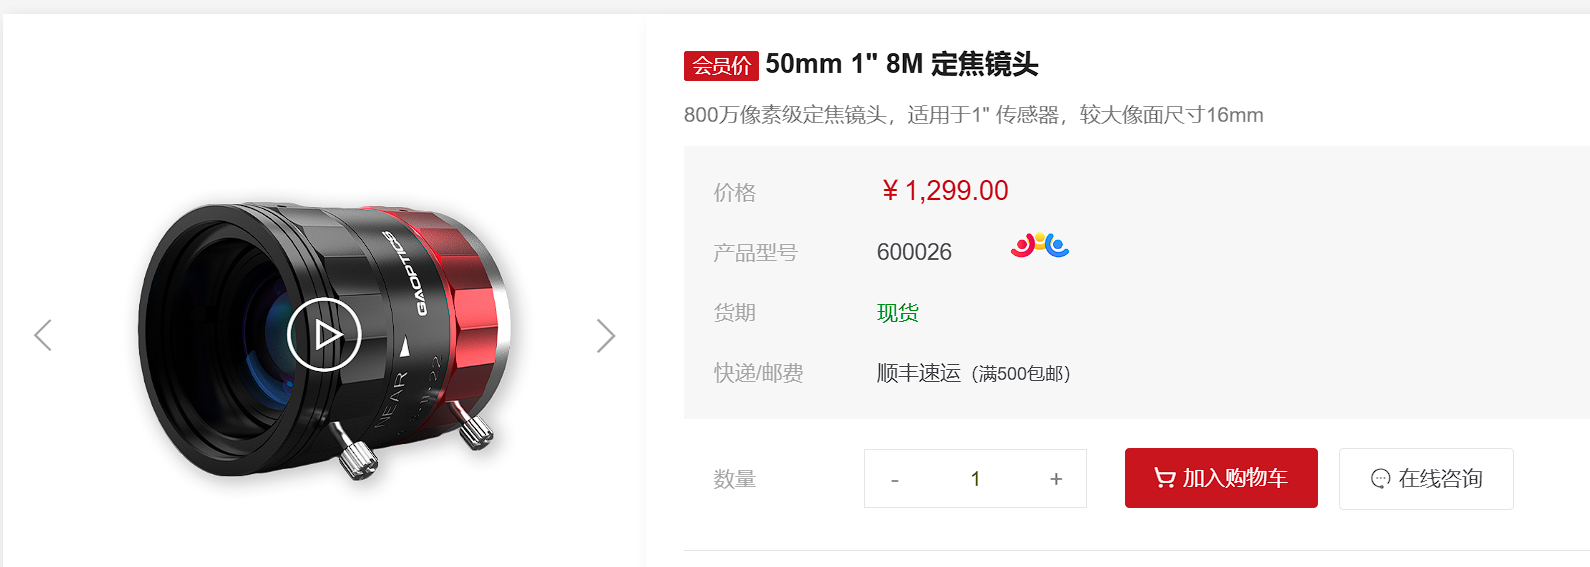 会员价 50mm 1" 8M 定焦镜头
800万像素级定焦镜头，适用于1" 传感器，较大像面尺寸16mm
价格 ¥ 1,299.00
产品型号 600026
货期 现货
快递/邮费 顺丰速运（满500包邮）
数量 - 1 + 加入购物车 在线咨询
GAOPTICS
NEAR
22